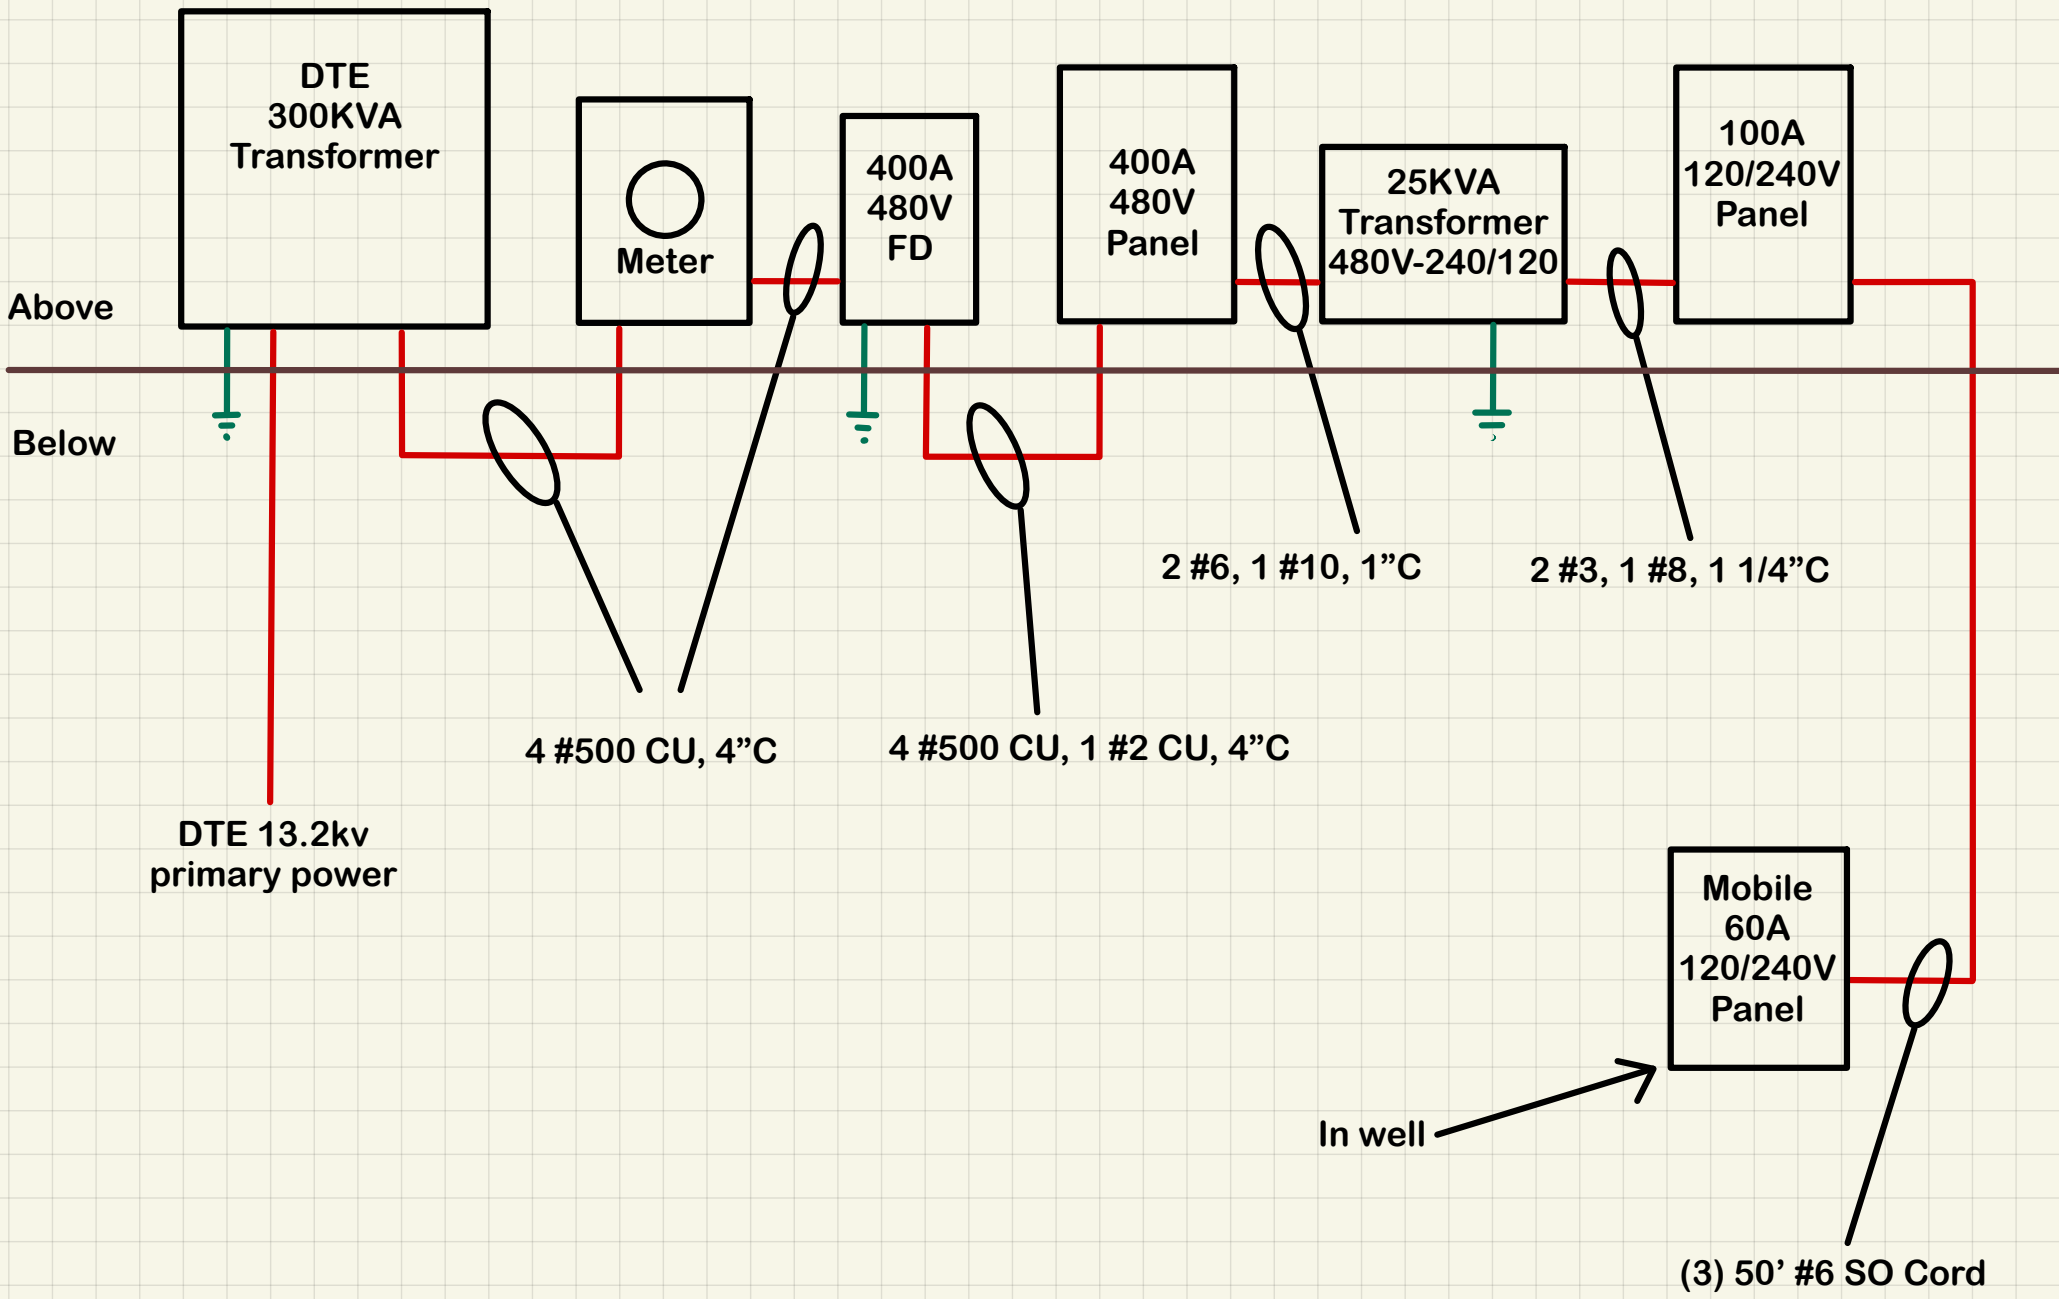 DTE
300KVA
Transformer
Meter
400A
480V
FD
400A
480V
Panel
25KVA
Transformer
480V-240/120
100A
120/240V
Panel
Above
Below
2 #6, 1 #10, 1”C
2 #3, 1 #8, 1 1/4”C
4 #500 CU, 4”C
4 #500 CU, 1 #2 CU, 4”C
DTE 13.2kv
primary power
Mobile
60A
120/240V
Panel
In well
(3) 50’ #6 SO Cord